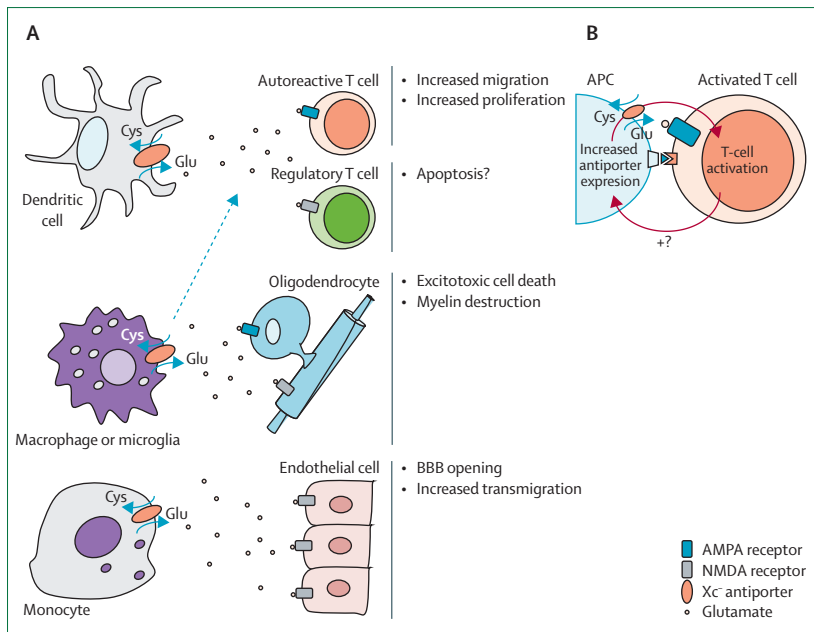 A
Autoreactive T cell
• Increased migration
• Increased proliferation
Cys
Glu
Dendritic
cell
Regulatory T cell
• Apoptosis?
Oligodendrocyte
• Excitotoxic cell death
• Myelin destruction
Cys
Glu
Macrophage or microglia
Endothelial cell
• BBB opening
• Increased transmigration
Cys
Glu
Monocyte
B
APC
Activated T cell
Cys
Glu
Increased
antiporter
expresion
T-cell
activation
+?
AMPA receptor
NMDA receptor
Xc⁻ antiporter
Glutamate